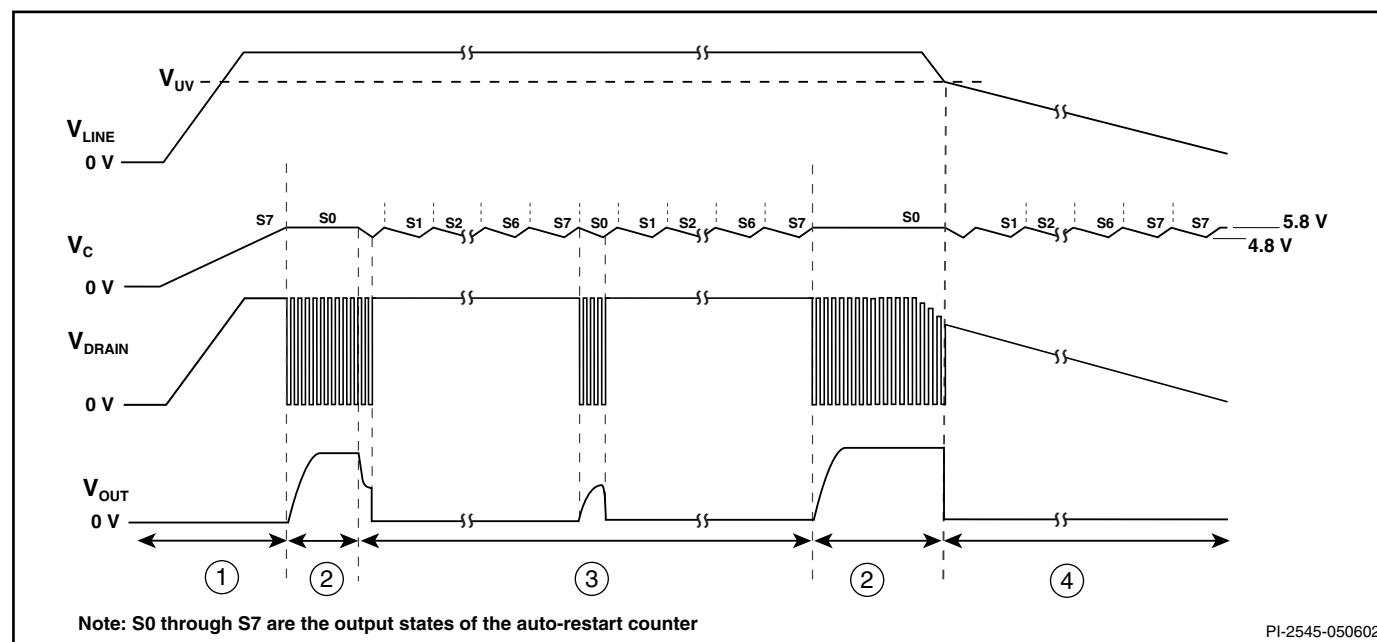 VUV
VLINE
0 V
S7 S0 S1 S2 S6 S7 S0 S1 S2 S6 S7 S0 S1 S2 S6 S7 S7
5.8 V
4.8 V
VC
0 V
VDRAIN
0 V
VOUT
0 V
1 2 3 2 4
Note: S0 through S7 are the output states of the auto-restart counter
PI-2545-050602